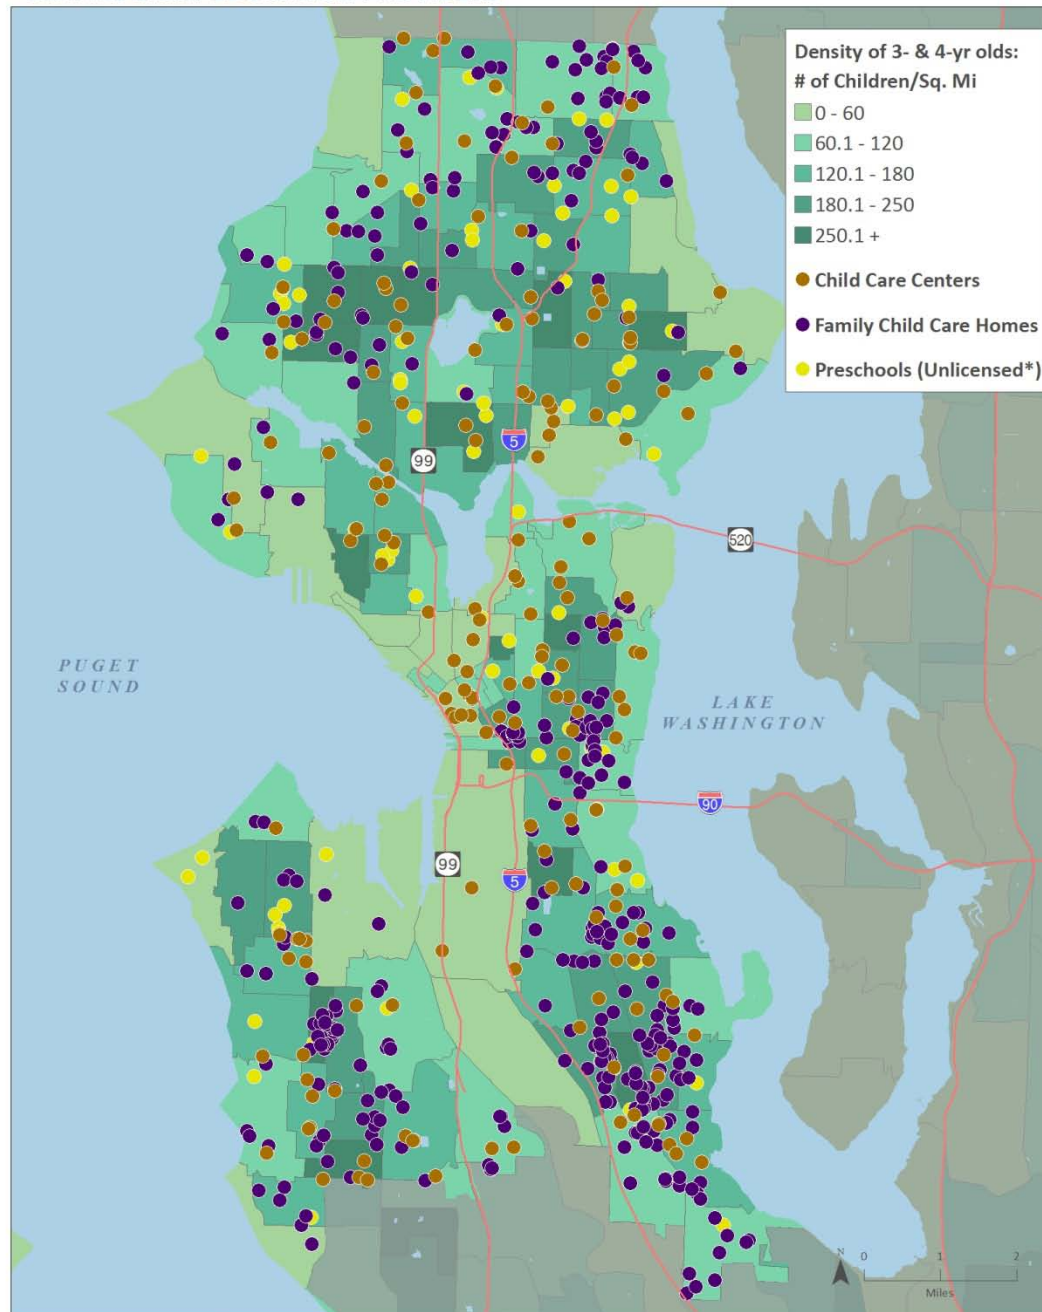 Density of 3- & 4-yr olds:
# of Children/Sq. Mi
0 - 60
60.1 - 120
120.1 - 180
180.1 - 250
250.1 +
Child Care Centers
Family Child Care Homes
Preschools (Unlicensed*)
5
99
520
PUGET
SOUND
LAKE
WASHINGTON
90
99
5
N
0 1 2
Miles